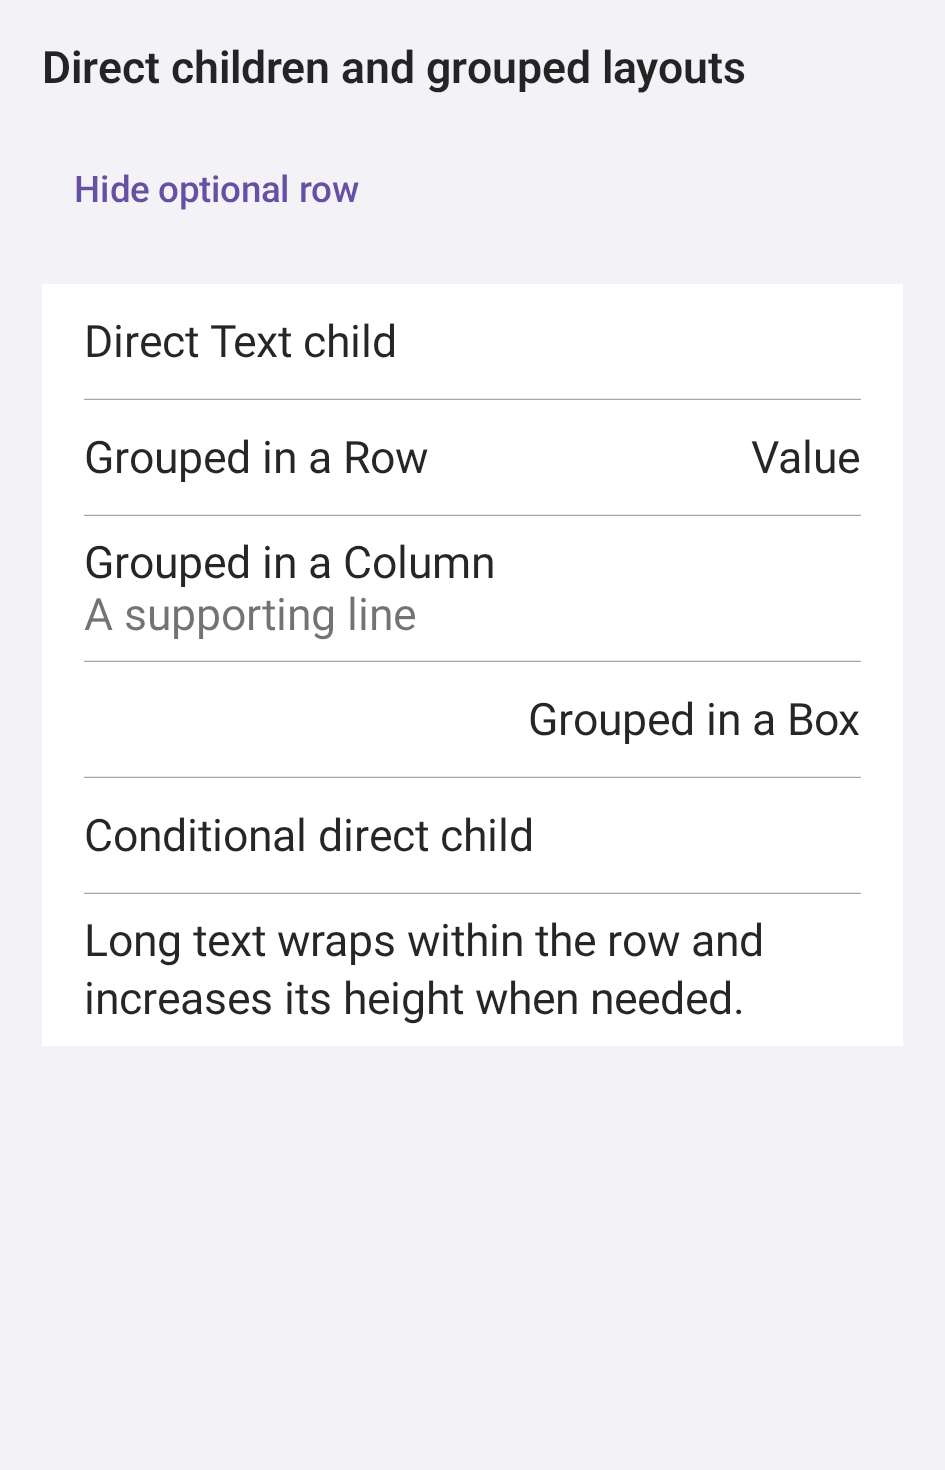 Direct children and grouped layouts
Hide optional row
Direct Text child
Grouped in a Row Value
Grouped in a Column
A supporting line
Grouped in a Box
Conditional direct child
Long text wraps within the row and
increases its height when needed.